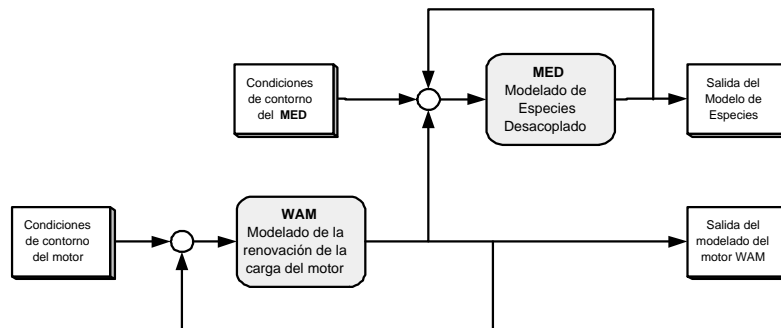 Condiciones
de contorno
del MED
MED
Modelado de
Especies
Desacoplado
Salida del
Modelo de
Especies
Condiciones
de contorno
del motor
WAM
Modelado de la
renovación de la
carga del motor
Salida del
modelado del
motor WAM